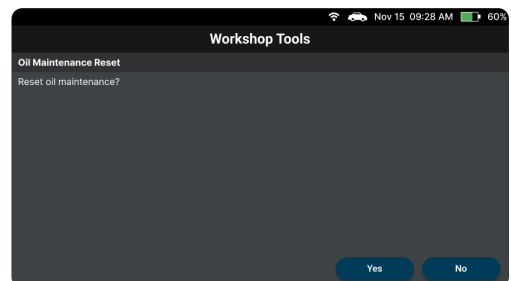 Nov 15 09:28 AM 60%
Workshop Tools
Oil Maintenance Reset
Reset oil maintenance?
Yes No